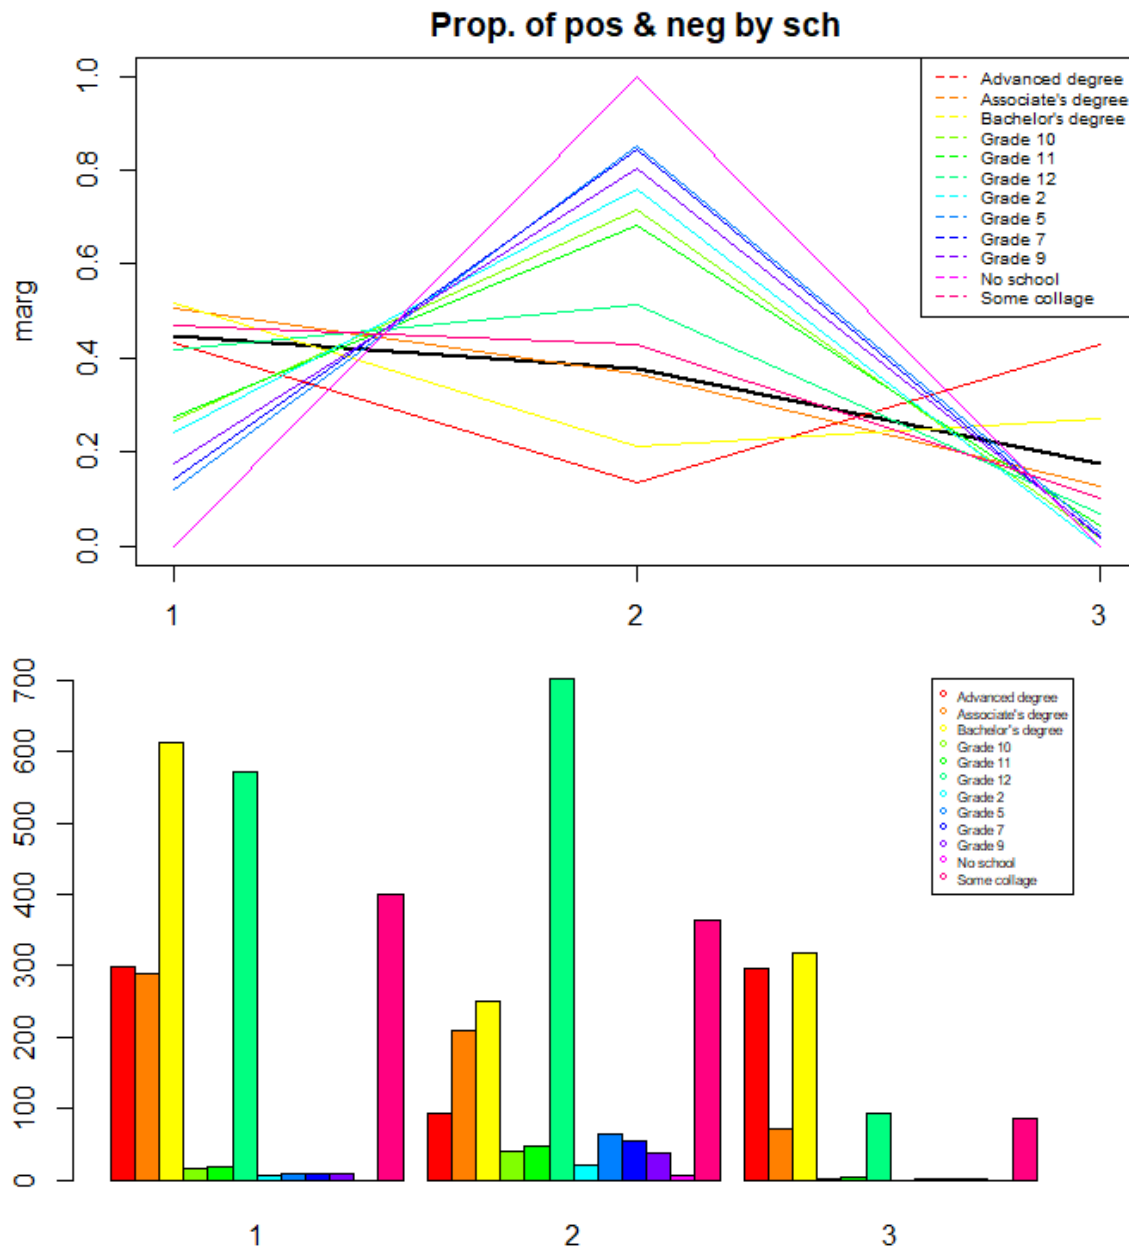 Prop. of pos & neg by sch
marg
1.0
0.8
0.6
0.4
0.2
0.0
Advanced degree
Associate's degree
Bachelor's degree
Grade 10
Grade 11
Grade 12
Grade 2
Grade 5
Grade 7
Grade 9
No school
Some collage
1
2
3
700
600
500
400
300
200
100
0
Advanced degree
Associate's degree
Bachelor's degree
Grade 10
Grade 11
Grade 12
Grade 2
Grade 5
Grade 7
Grade 9
No school
Some collage
1
2
3